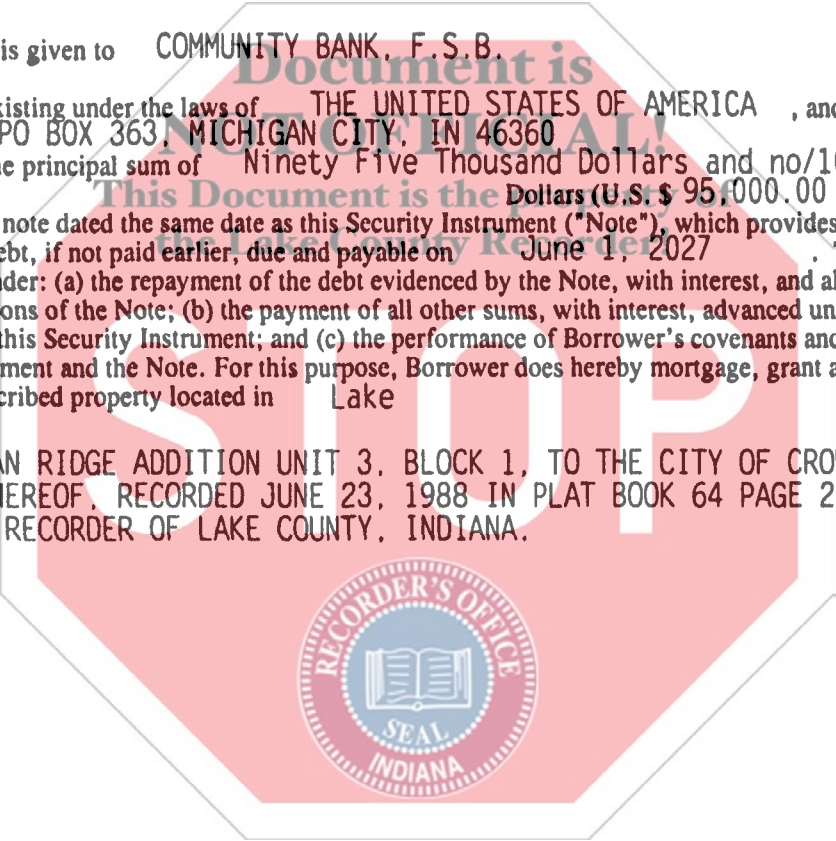 is given to COMMUNITY BANK, F.S.B.
Document is
xisting under the laws of THE UNITED STATES OF AMERICA , and
PO BOX 363, MICHIGAN CITY, IN 46360
NOT OFFICIAL!
e principal sum of Ninety Five Thousand Dollars and no/10
This Document is the property of
Dollars (U.S. $ 95,000.00
note dated the same date as this Security Instrument ("Note"), which provides
the Lake County Recorder!
ebt, if not paid earlier, due and payable on June 1, 2027 .
der: (a) the repayment of the debt evidenced by the Note, with interest, and al
ons of the Note; (b) the payment of all other sums, with interest, advanced un
this Security Instrument; and (c) the performance of Borrower's covenants and
ment and the Note. For this purpose, Borrower does hereby mortgage, grant a
cribed property located in Lake
STOP
AN RIDGE ADDITION UNIT 3, BLOCK 1, TO THE CITY OF CRO
HEREOF, RECORDED JUNE 23, 1988 IN PLAT BOOK 64 PAGE 2
RECORDER OF LAKE COUNTY, INDIANA.
RECORDER'S OFFICE
SEAL
INDIANA